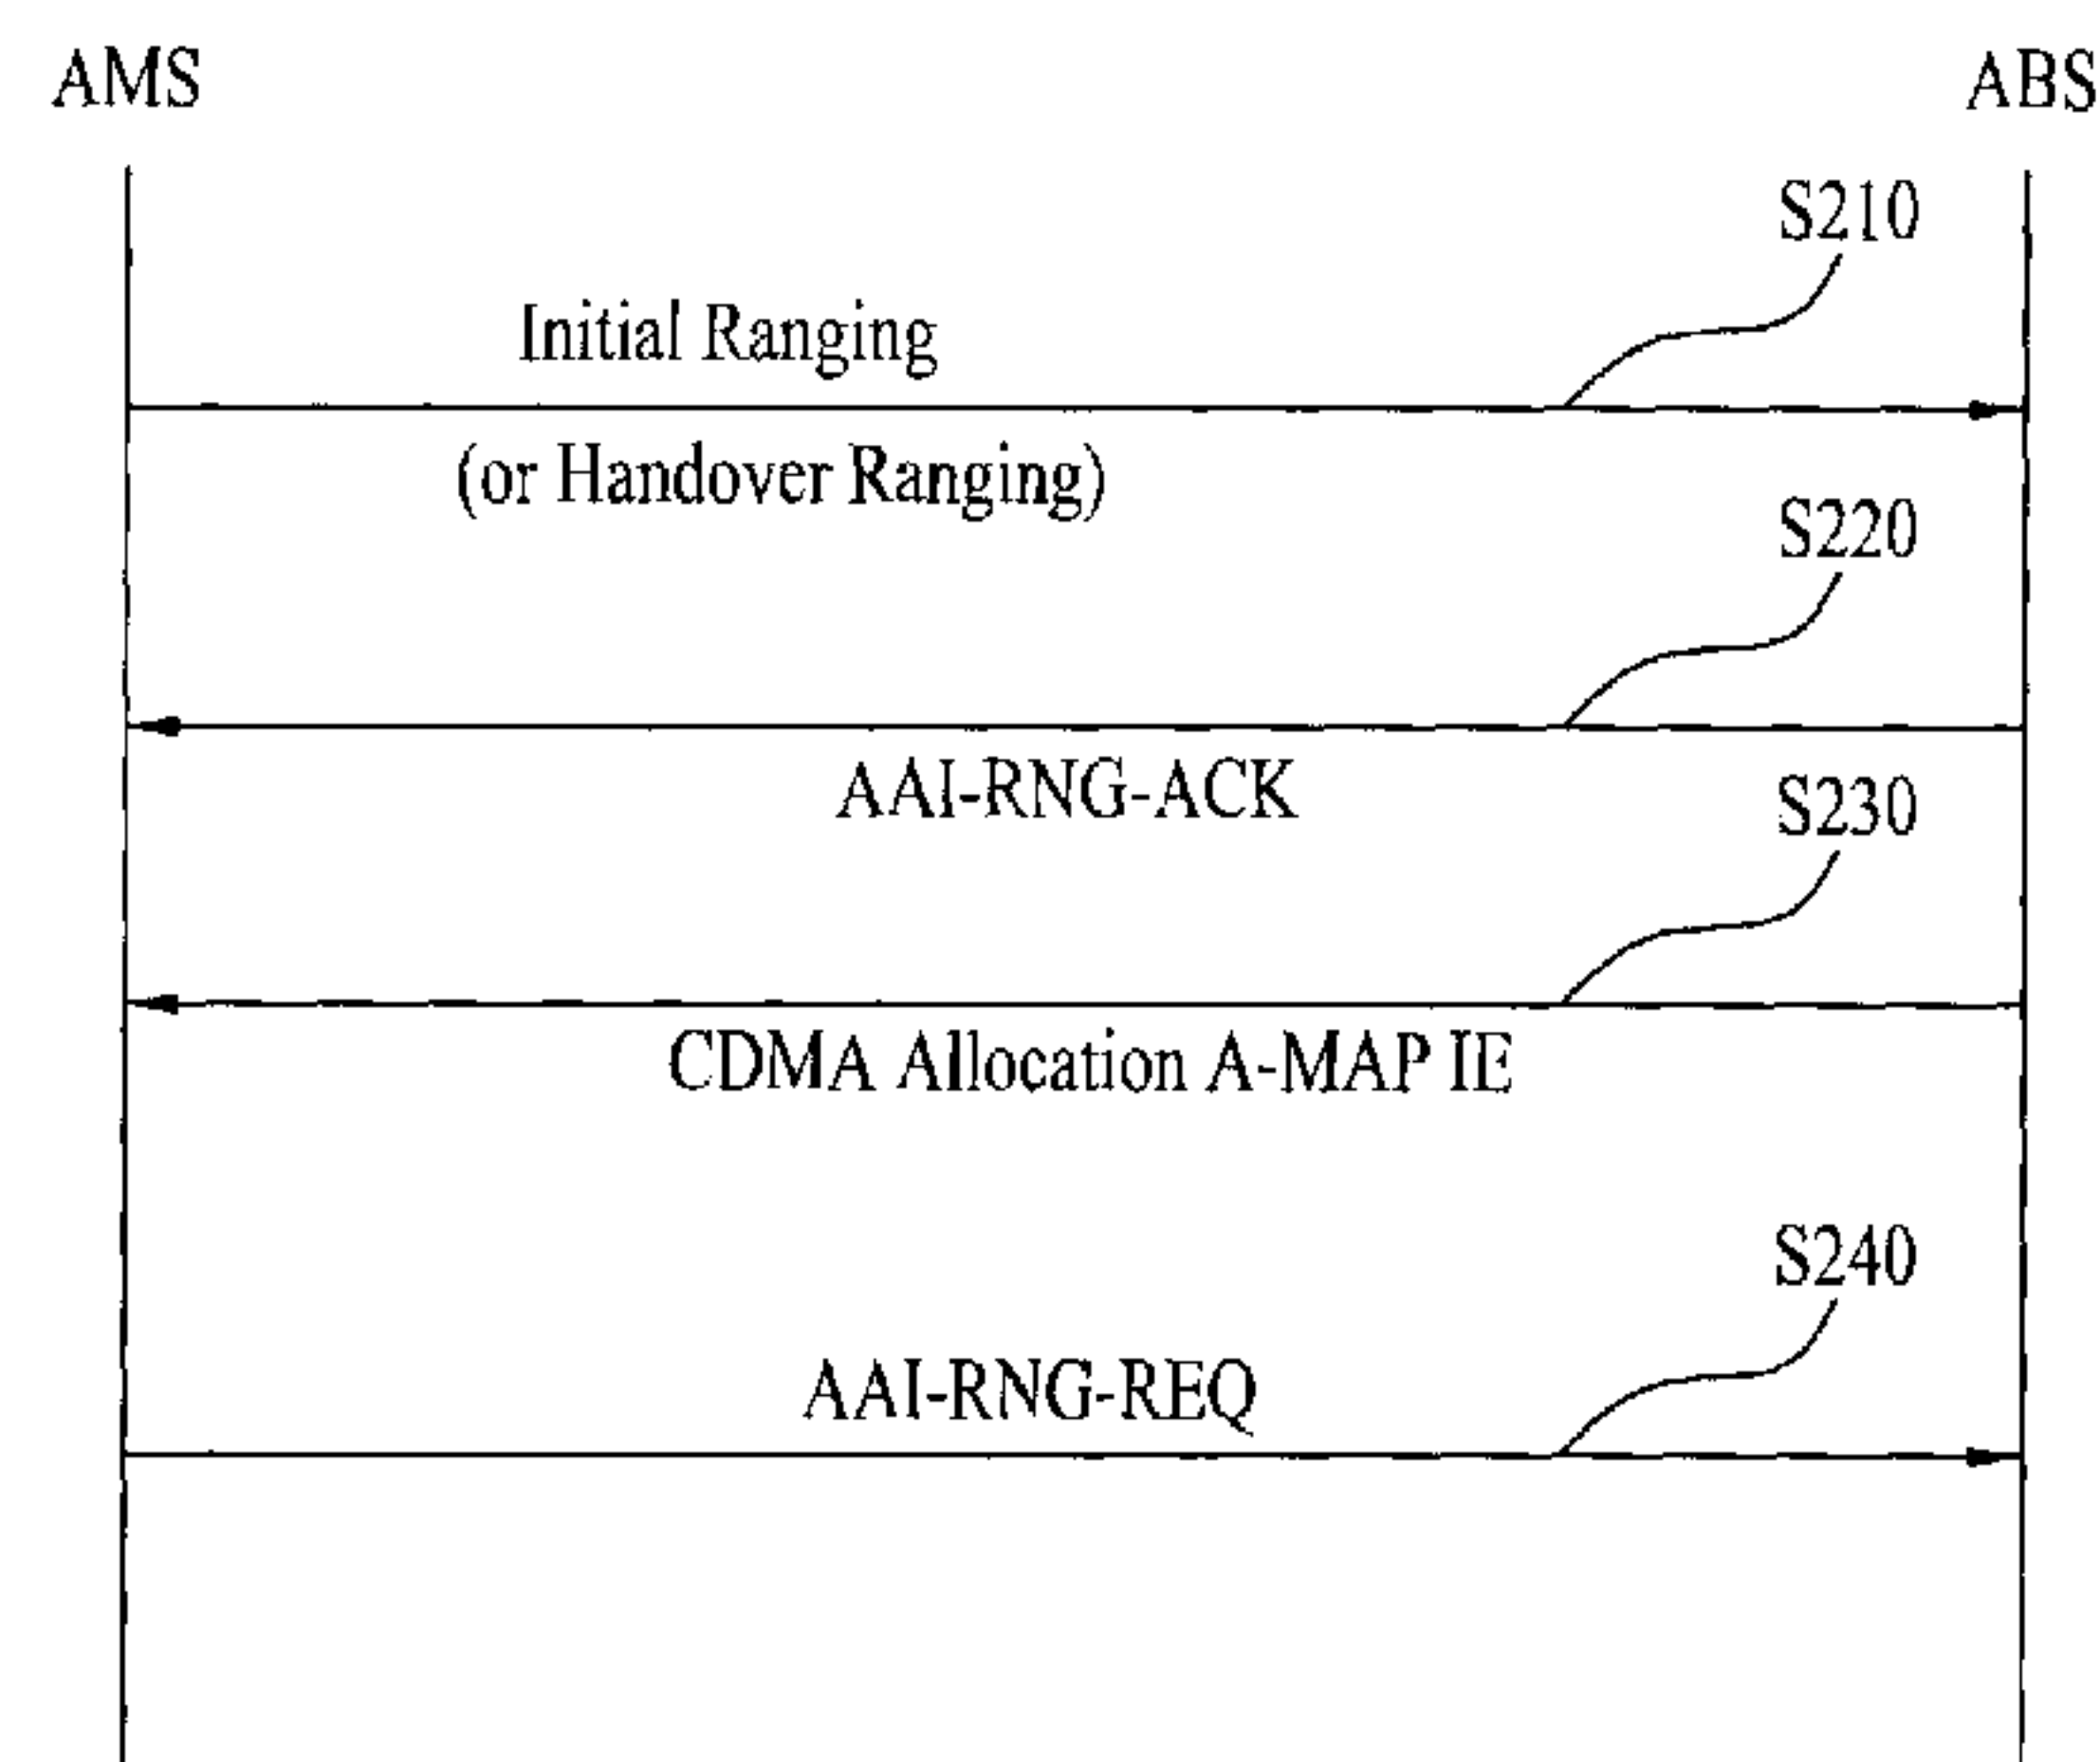 AMS
ABS
S210
Initial Ranging
(or Handover Ranging)
S220
AAI-RNG-ACK
S230
CDMA Allocation A-MAP IE
S240
AAI-RNG-REQ